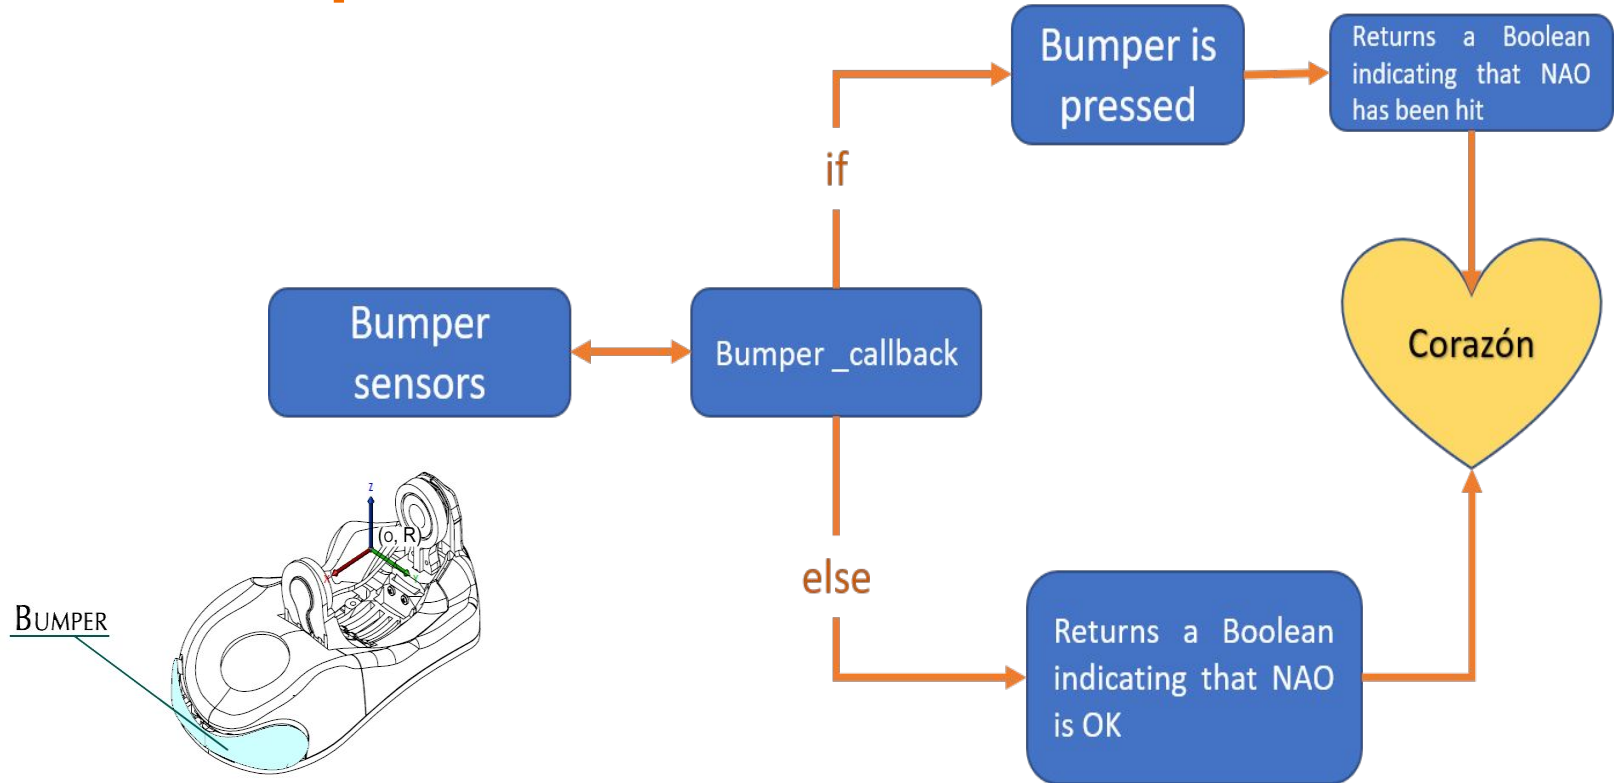 Bumper is
pressed
Returns a Boolean
indicating that NAO
has been hit
if
Bumper
sensors
Bumper _callback
Corazón
z
(o, R)
x
y
BUMPER
else
Returns a Boolean
indicating that NAO
is OK